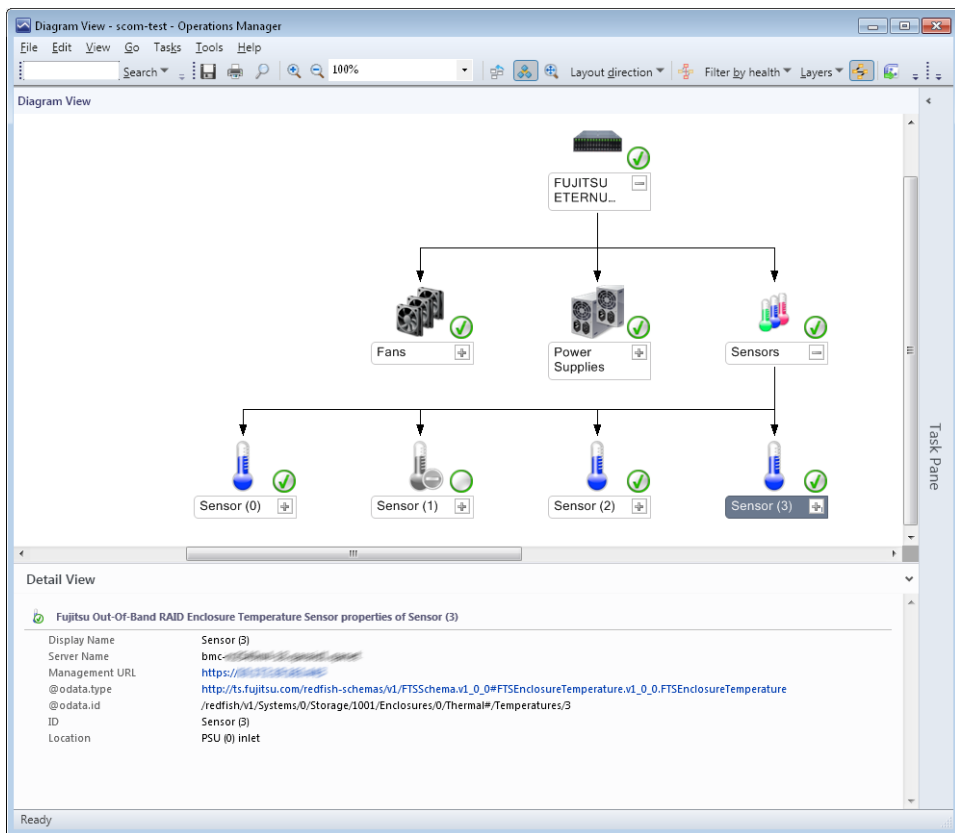 Diagram View - scom-test - Operations Manager
File Edit View Go Tasks Tools Help
Search 100% Layout direction Filter by health Layers
Diagram View
FUJITSU
ETERNU...
Fans
Power
Supplies
Sensors
Sensor (0)
Sensor (1)
Sensor (2)
Sensor (3)
Task Pane
Detail View
Fujitsu Out-Of-Band RAID Enclosure Temperature Sensor properties of Sensor (3)
Display Name Sensor (3)
Server Name bmc-
Management URL https://
@odata.type http://ts.fujitsu.com/redfish-schemas/v1/FTSSchema.v1_0_0#FTSEnclosureTemperature.v1_0_0.FTSEnclosureTemperature
@odata.id /redfish/v1/Systems/0/Storage/1001/Enclosures/0/Thermal#/Temperatures/3
ID Sensor (3)
Location PSU (0) inlet
Ready